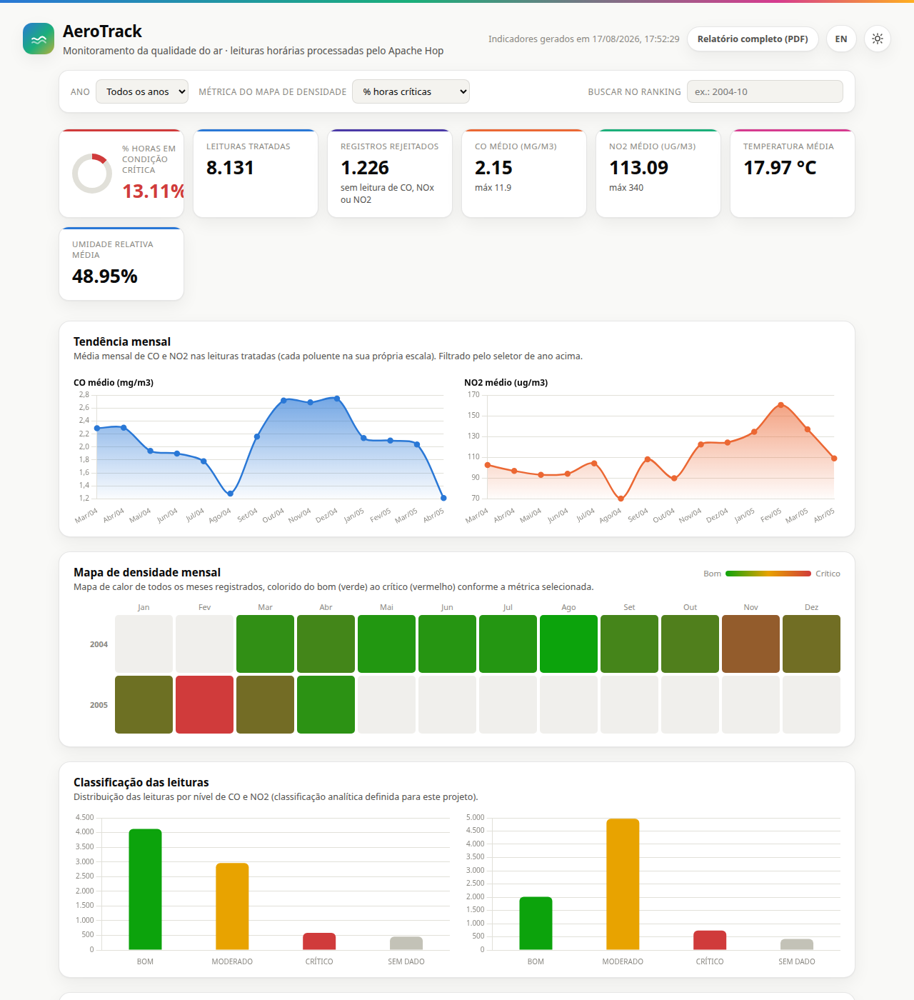 AeroTrack
Monitoramento da qualidade do ar · leituras horárias processadas pelo Apache Hop
Indicadores gerados em 17/08/2026, 17:52:29
Relatório completo (PDF)
EN
ANO
Todos os anos
MÉTRICA DO MAPA DE DENSIDADE
% horas críticas
BUSCAR NO RANKING
ex.: 2004-10
% HORAS EM
CONDIÇÃO
CRÍTICA
13.11%
LEITURAS TRATADAS
8.131
REGISTROS REJEITADOS
1.226
sem leitura de CO, NOx
ou NO2
CO MÉDIO (MG/M3)
2.15
máx 11.9
NO2 MÉDIO (UG/M3)
113.09
máx 340
TEMPERATURA MÉDIA
17.97 °C
UMIDADE RELATIVA
MÉDIA
48.95%
Tendência mensal
Média mensal de CO e NO2 nas leituras tratadas (cada poluente na sua própria escala). Filtrado pelo seletor de ano acima.
CO médio (mg/m3)
2,8
2,6
2,4
2,2
2,0
1,8
1,6
1,4
1,2
Mar/04 Abr/04 Mai/04 Jun/04 Jul/04 Ago/04 Set/04 Out/04 Nov/04 Dez/04 Jan/05 Fev/05 Mar/05 Abr/05
NO2 médio (ug/m3)
170
150
130
110
90
70
Mar/04 Abr/04 Mai/04 Jun/04 Jul/04 Ago/04 Set/04 Out/04 Nov/04 Dez/04 Jan/05 Fev/05 Mar/05 Abr/05
Mapa de densidade mensal
Bom
Crítico
Mapa de calor de todos os meses registrados, colorido do bom (verde) ao crítico (vermelho) conforme a métrica selecionada.
Jan Fev Mar Abr Mai Jun Jul Ago Set Out Nov Dez
2004
2005
Classificação das leituras
Distribuição das leituras por nível de CO e NO2 (classificação analítica definida para este projeto).
4.500
4.000
3.500
3.000
2.500
2.000
1.500
1.000
500
0
BOM MODERADO CRÍTICO SEM DADO
5.000
4.500
4.000
3.500
3.000
2.500
2.000
1.500
1.000
500
0
BOM MODERADO CRÍTICO SEM DADO